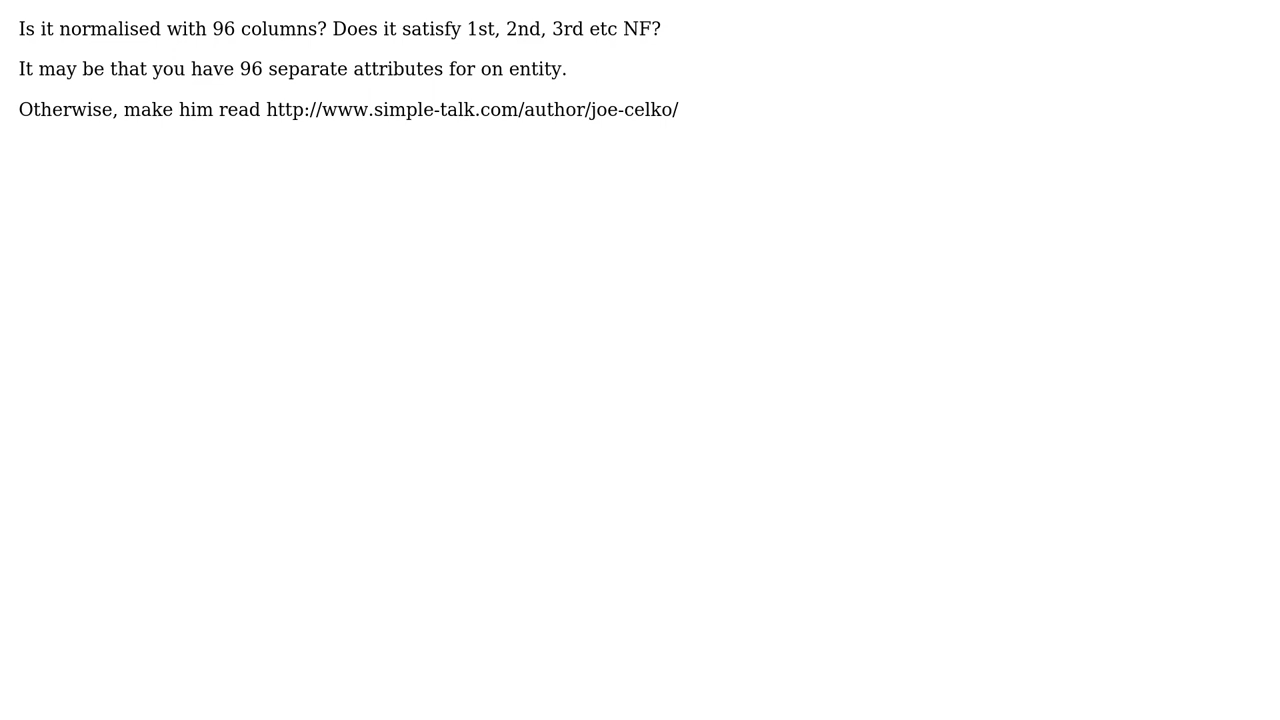 Is it normalised with 96 columns? Does it satisfy 1st, 2nd, 3rd etc NF?
It may be that you have 96 separate attributes for on entity.
Otherwise, make him read http://www.simple-talk.com/author/joe-celko/